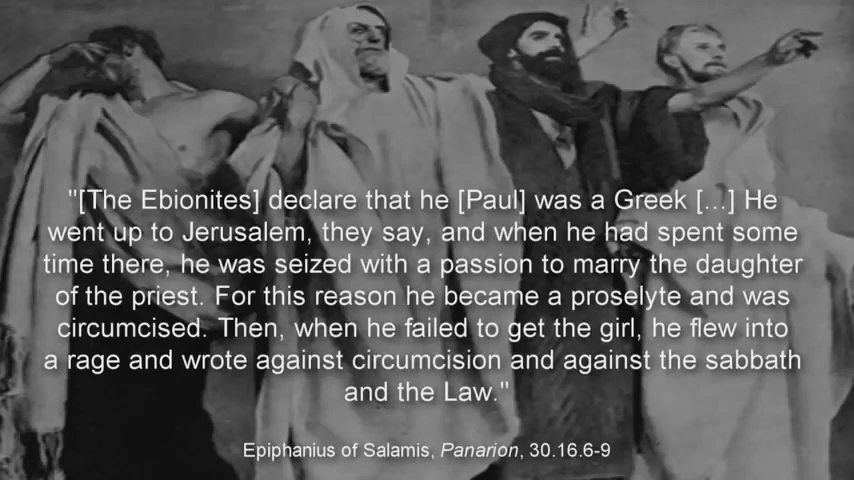 "[The Ebionites] declare that he [Paul] was a Greek [...] He
went up to Jerusalem, they say, and when he had spent some
time there, he was seized with a passion to marry the daughter
of the priest. For this reason he became a proselyte and was
circumcised. Then, when he failed to get the girl, he flew into
a rage and wrote against circumcision and against the sabbath
and the Law."
Epiphanius of Salamis, Panarion, 30.16.6-9